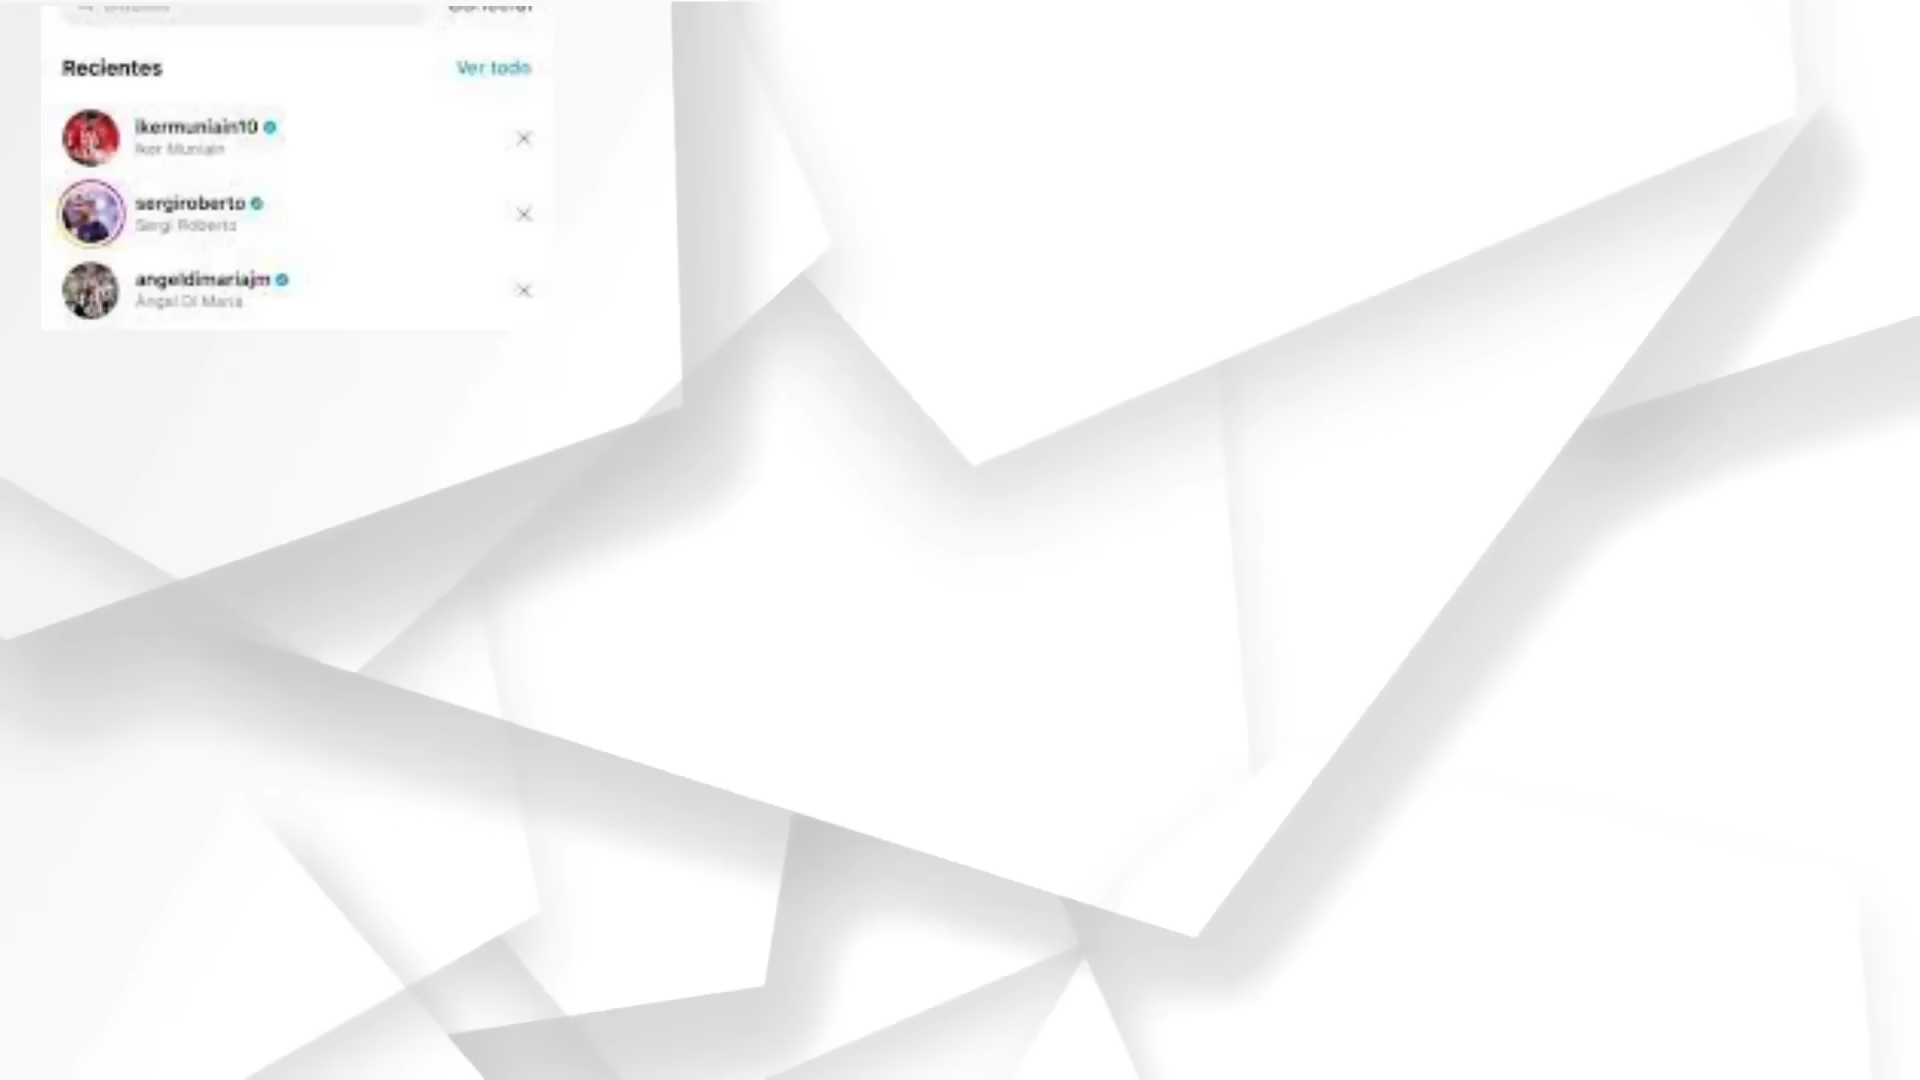 Recientes Ver todo
ikermuniain10
Iker Muniain
sergiroberto
Sergi Roberto
angeldimariajm
Ángel Di María